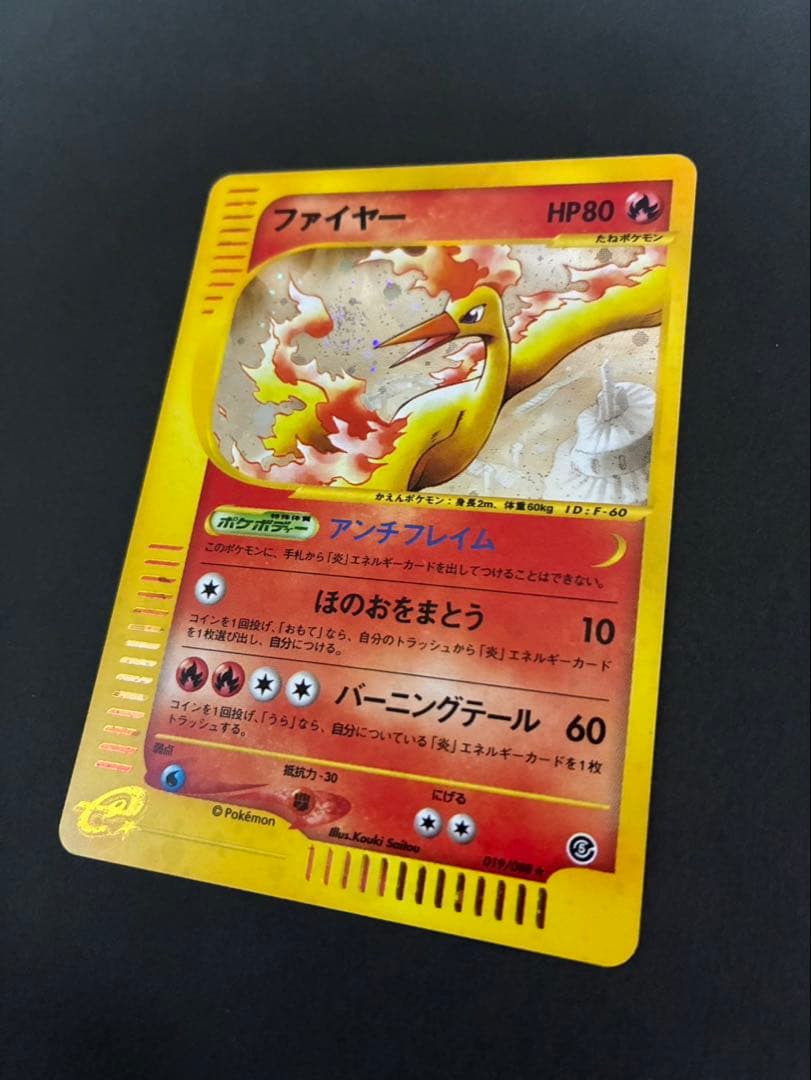 ファイヤー HP80
たねポケモン
かえんポケモン：身長2m、体重60kg ID：F-60
特殊体質
ポケボディー アンチフレイム
このポケモンに、手札から「炎」エネルギーカードを出してつけることはできない。
ほのおをまとう 10
コインを1回投げ、「おもて」なら、自分のトラッシュから「炎」エネルギーカード
を1枚選び出し、自分につける。
バーニングテール 60
コインを1回投げ、「うら」なら、自分についている「炎」エネルギーカードを1枚
トラッシュする。
弱点 抵抗力-30 にげる
©Pokémon Illus.Kouki Saitou 019/088 ★